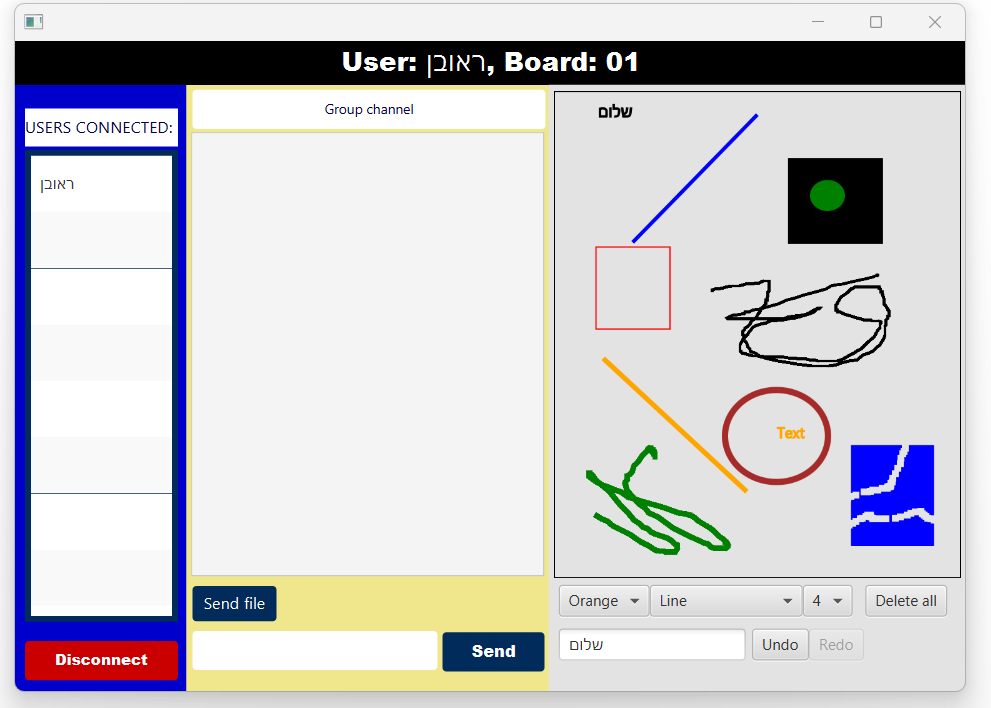 User: ראובן, Board: 01
USERS CONNECTED:
ראובן
Disconnect
Group channel
Send file
Send
שלום
Text
Orange
Line
4
Delete all
שלום
Undo
Redo